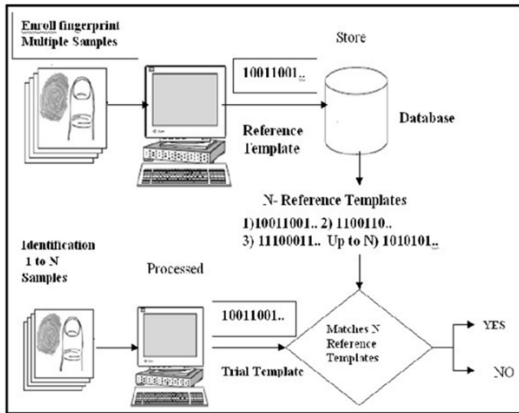 Enroll fingerprint
Multiple Samples
10011001..
Store
Reference
Template
Database
N- Reference Templates
1)10011001.. 2) 1100110..
3) 11100011.. Up to N) 1010101..
Identification
1 to N
Samples
Processed
10011001..
Trial Template
Matches N
Reference
Templates
YES
NO